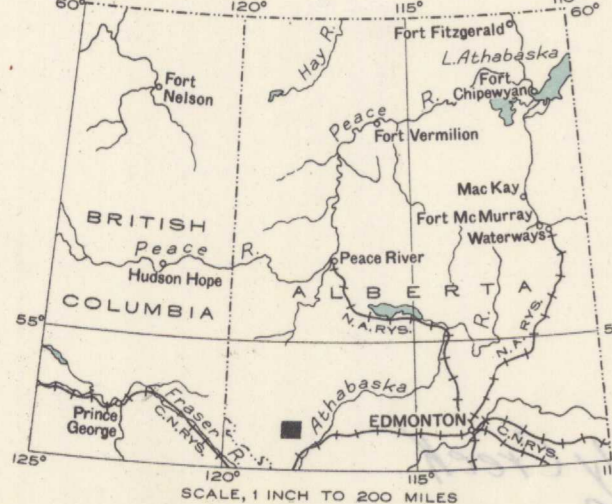 120°
115°
60°
60°
Fort Fitzgerald
Hay R.
L. Athabaska
Fort
Chipewyan
Fort
Nelson
Peace R.
Fort Vermilion
Mac Kay
Fort McMurray
Waterways
BRITISH
Peace R.
Hudson Hope
Peace River
ALBERTA
COLUMBIA
N.A. RYS.
R.
N.A. RYS.
55°
5
Athabaska
Fraser R.
Prince
George
C.N. RYS.
EDMONTON
C.N. RYS.
125°
120°
115°
SCALE, 1 INCH TO 200 MILES